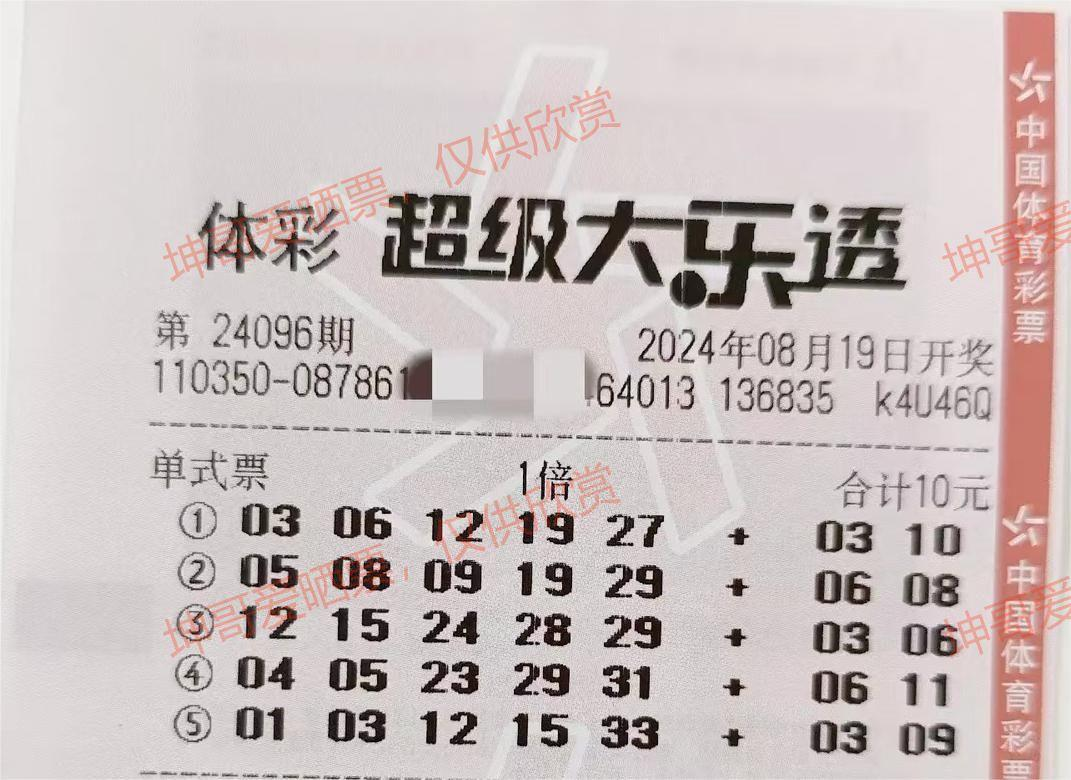 体彩 超级大乐透
第 24096期
2024年08月19日开奖
110350-087861 64013 136835 k4U46Q
单式票 1倍 合计10元
① 03 06 12 19 27 + 03 10
② 05 08 09 19 29 + 06 08
③ 12 15 24 28 29 + 03 06
④ 04 05 23 29 31 + 06 11
⑤ 01 03 12 15 33 + 03 09
中国体育彩票
中国体育彩票
坤哥爱晒票，仅供欣赏
坤哥爱晒票，仅供欣赏
坤哥爱
坤哥爱